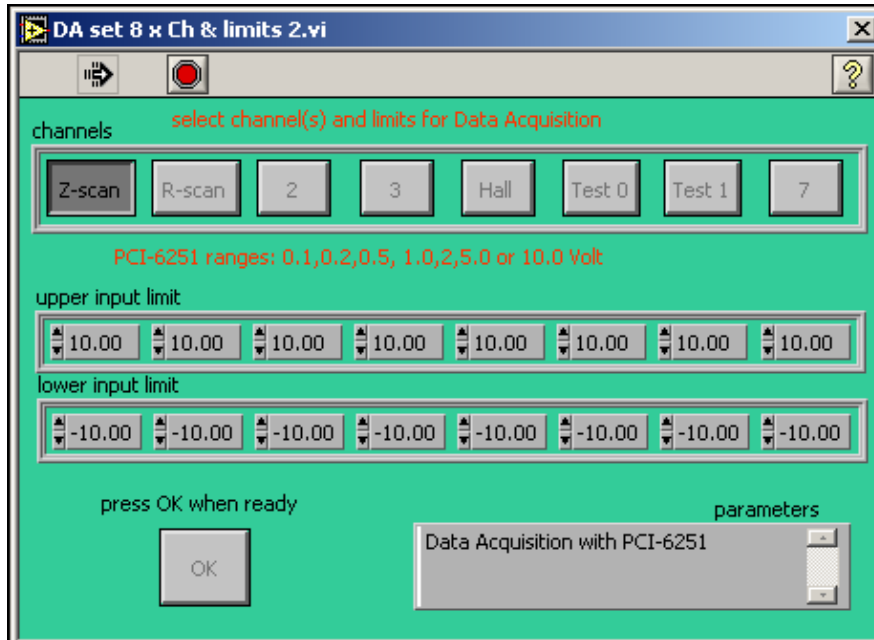 DA set 8 x Ch & limits 2.vi
select channel(s) and limits for Data Acquisition
channels
Z-scan R-scan 2 3 Hall Test 0 Test 1 7
PCI-6251 ranges: 0.1,0.2,0.5, 1.0,2,5.0 or 10.0 Volt
upper input limit
10.00 10.00 10.00 10.00 10.00 10.00 10.00 10.00
lower input limit
-10.00 -10.00 -10.00 -10.00 -10.00 -10.00 -10.00 -10.00
press OK when ready
OK
parameters
Data Acquisition with PCI-6251